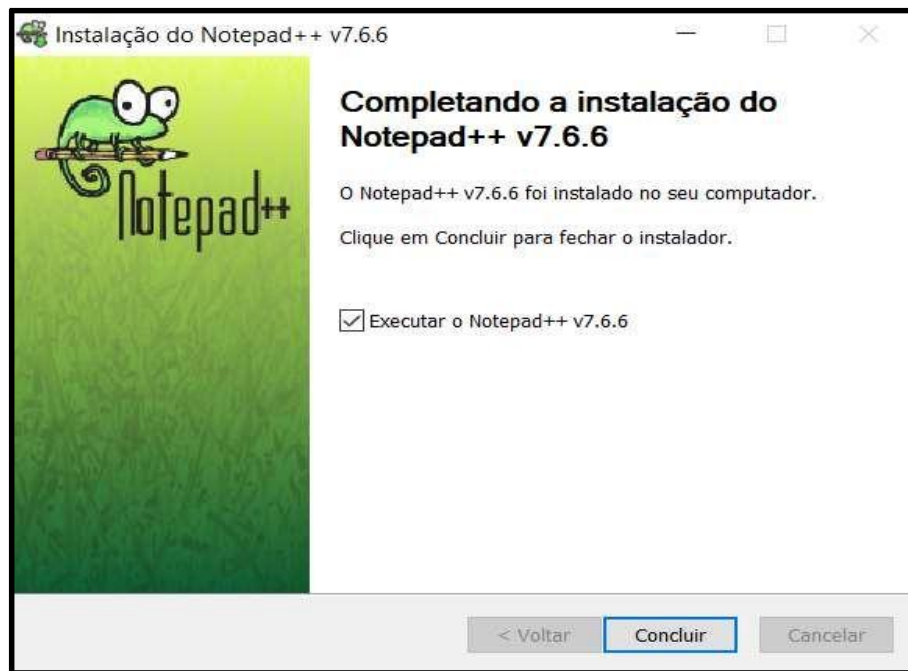 Instalação do Notepad++ v7.6.6
Notepad++
Completando a instalação do
Notepad++ v7.6.6
O Notepad++ v7.6.6 foi instalado no seu computador.
Clique em Concluir para fechar o instalador.
Executar o Notepad++ v7.6.6
< Voltar
Concluir
Cancelar